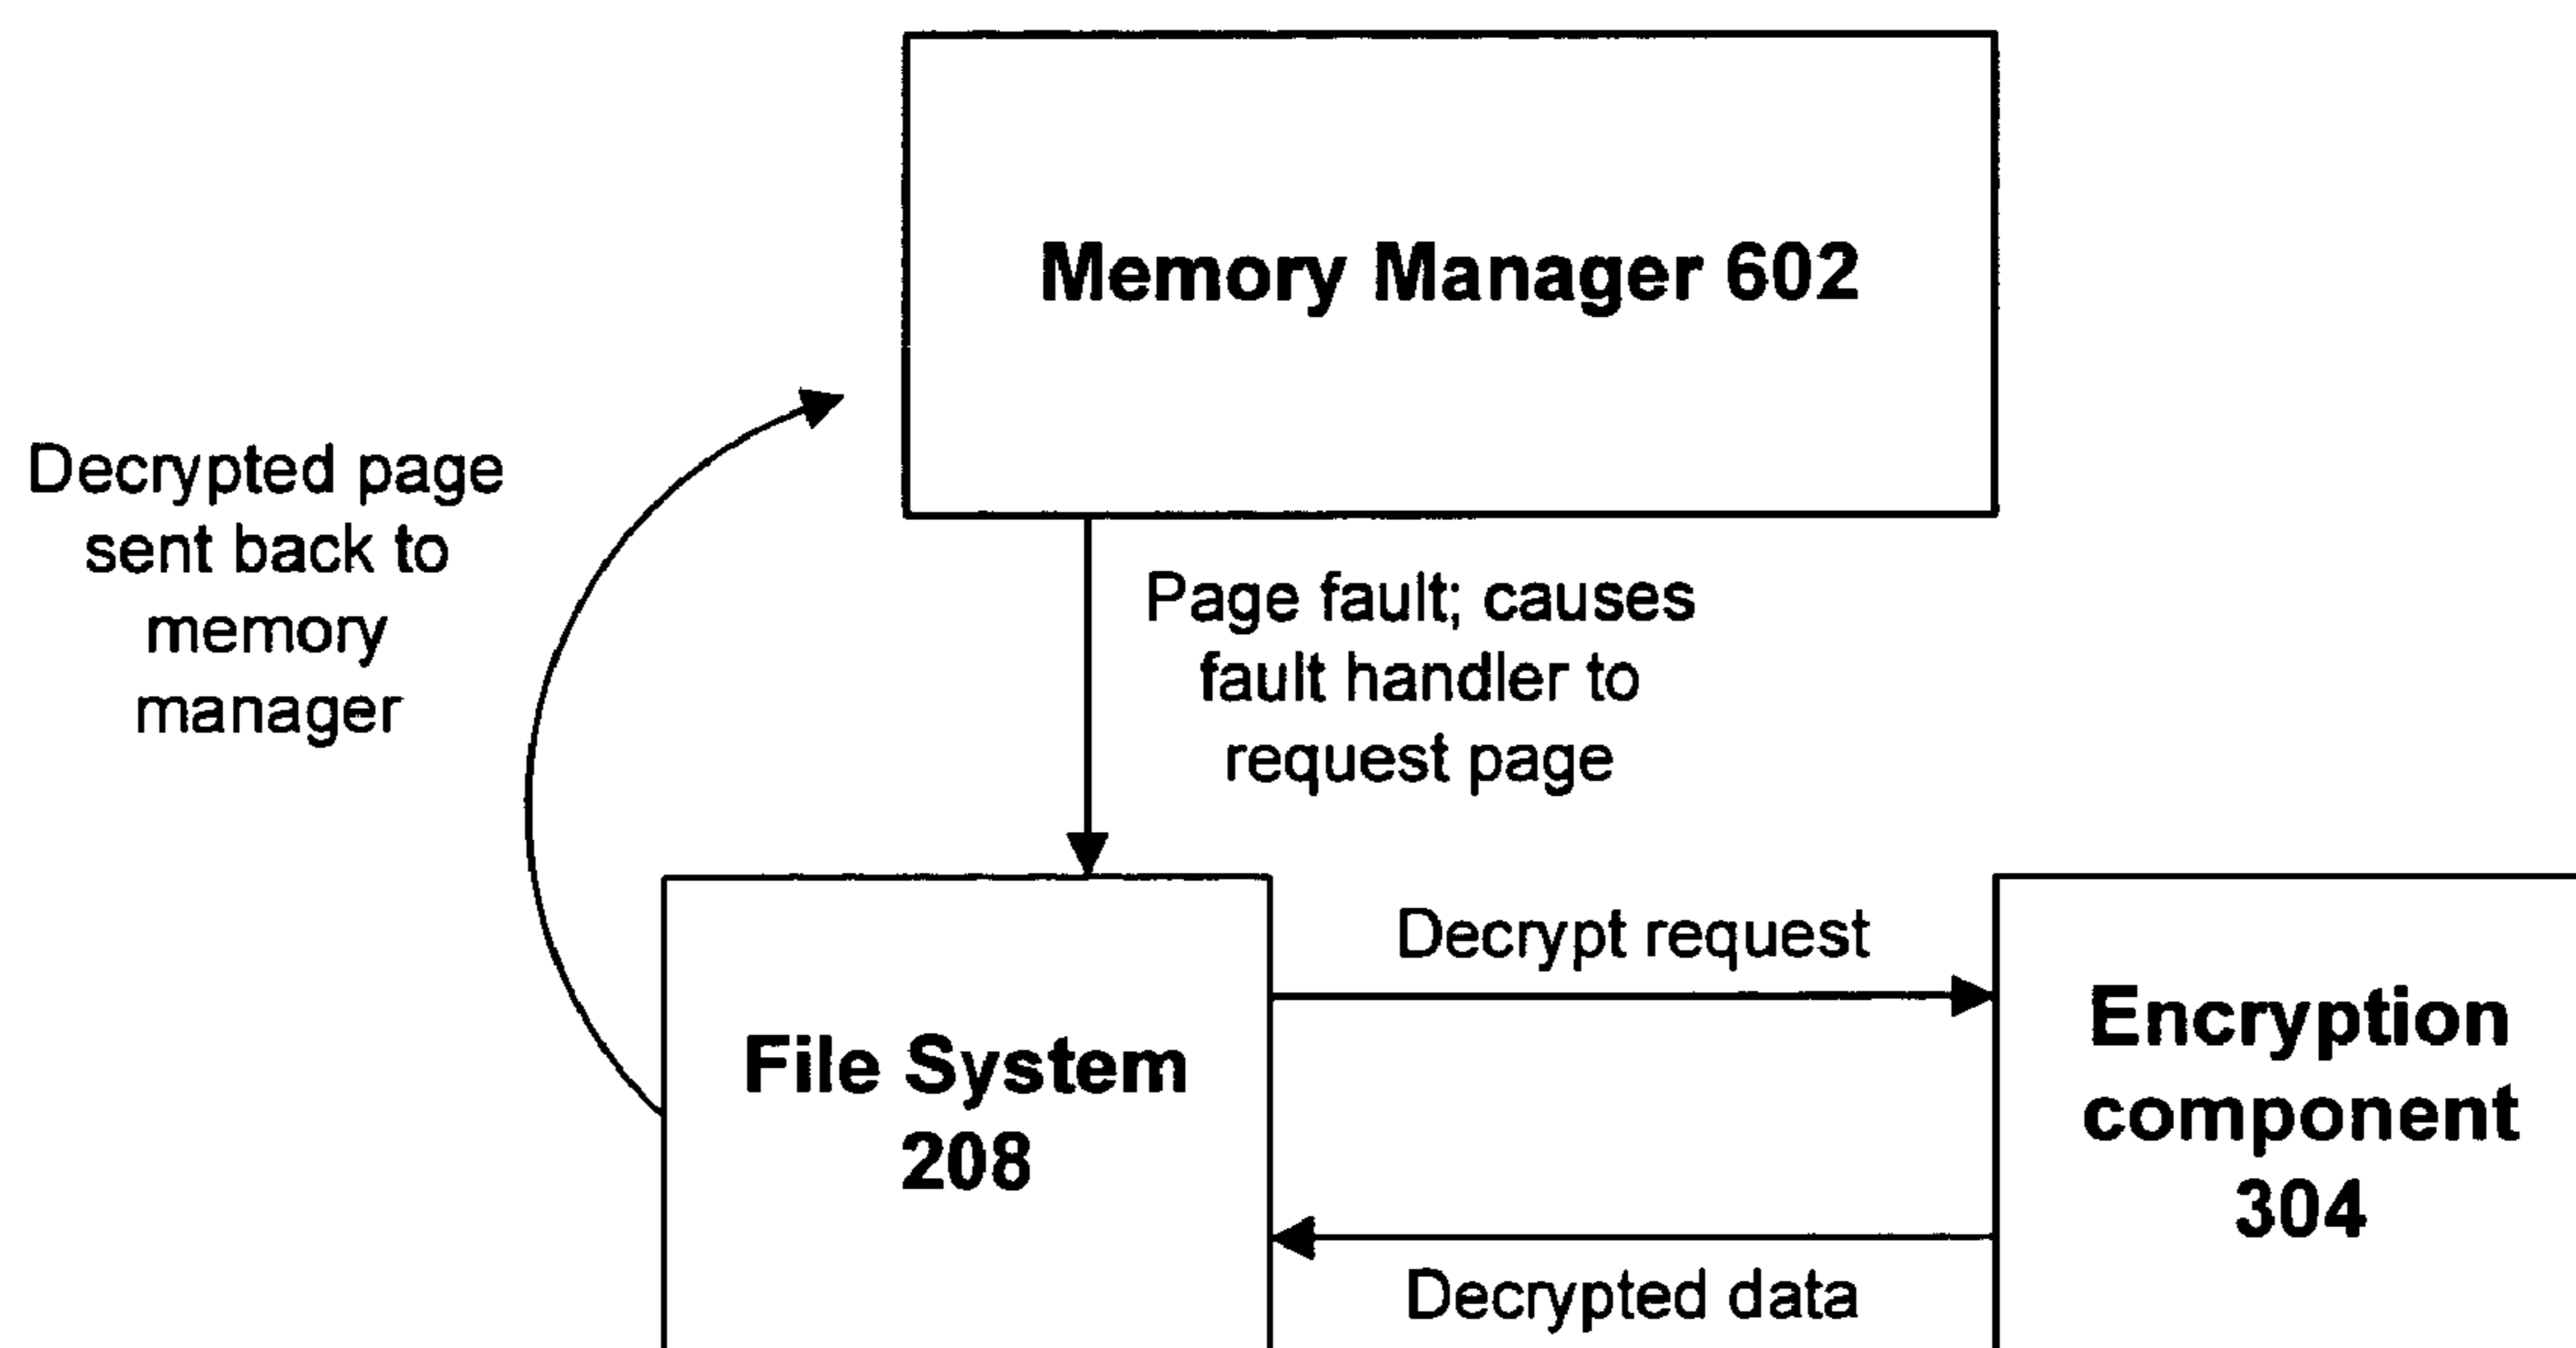 Memory Manager 602
Decrypted page
sent back to
memory
manager
Page fault; causes
fault handler to
request page
Decrypt request
File System
208
Encryption
component
304
Decrypted data